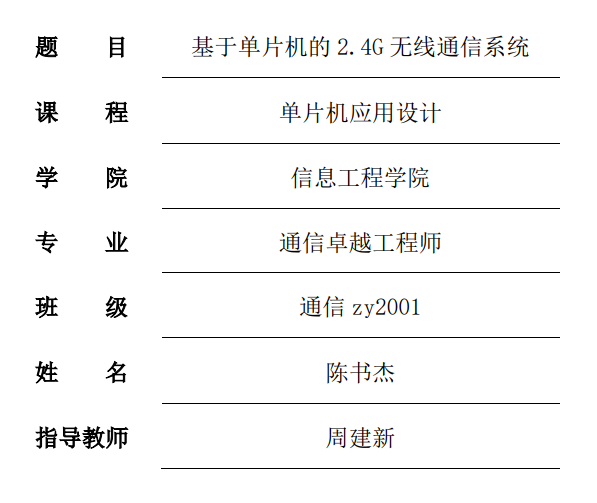 题 目 基于单片机的 2.4G 无线通信系统
课 程 单片机应用设计
学 院 信息工程学院
专 业 通信卓越工程师
班 级 通信 zy2001
姓 名 陈书杰
指导教师 周建新